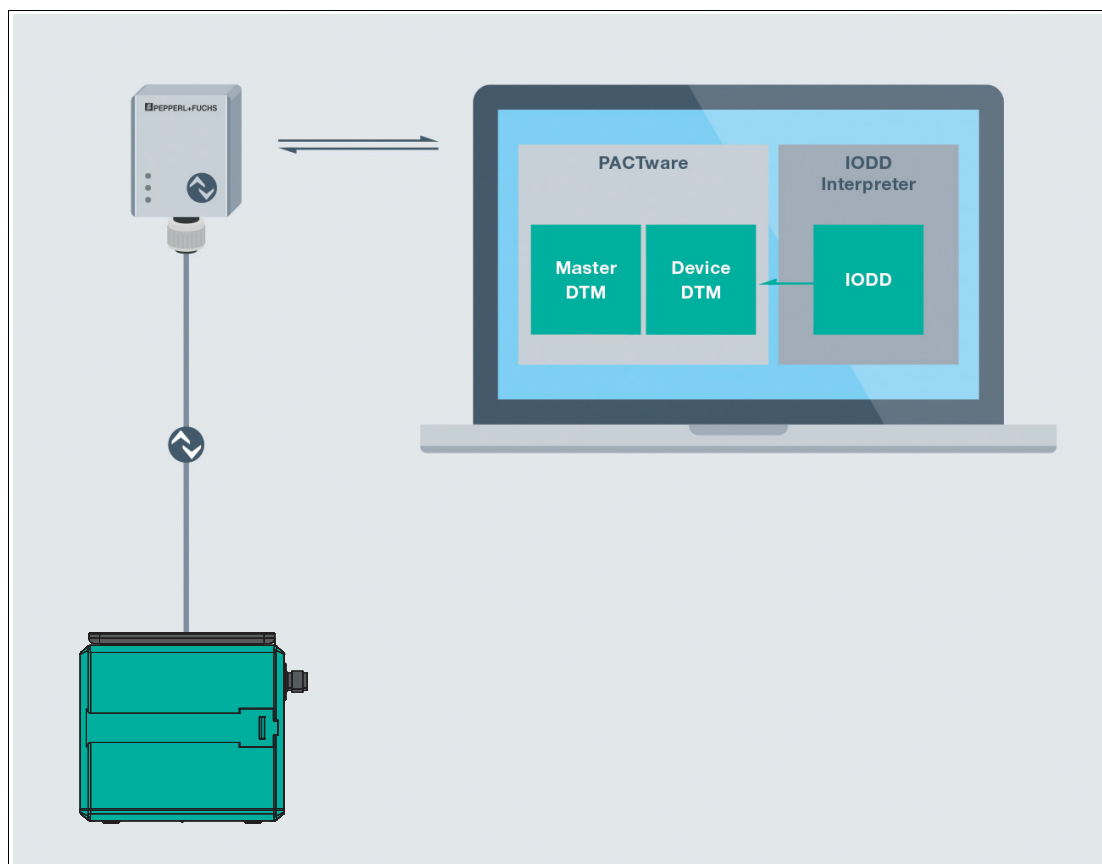 PEPPERL+FUCHS
PACTware
IODD
Interpreter
Master
DTM
Device
DTM
IODD